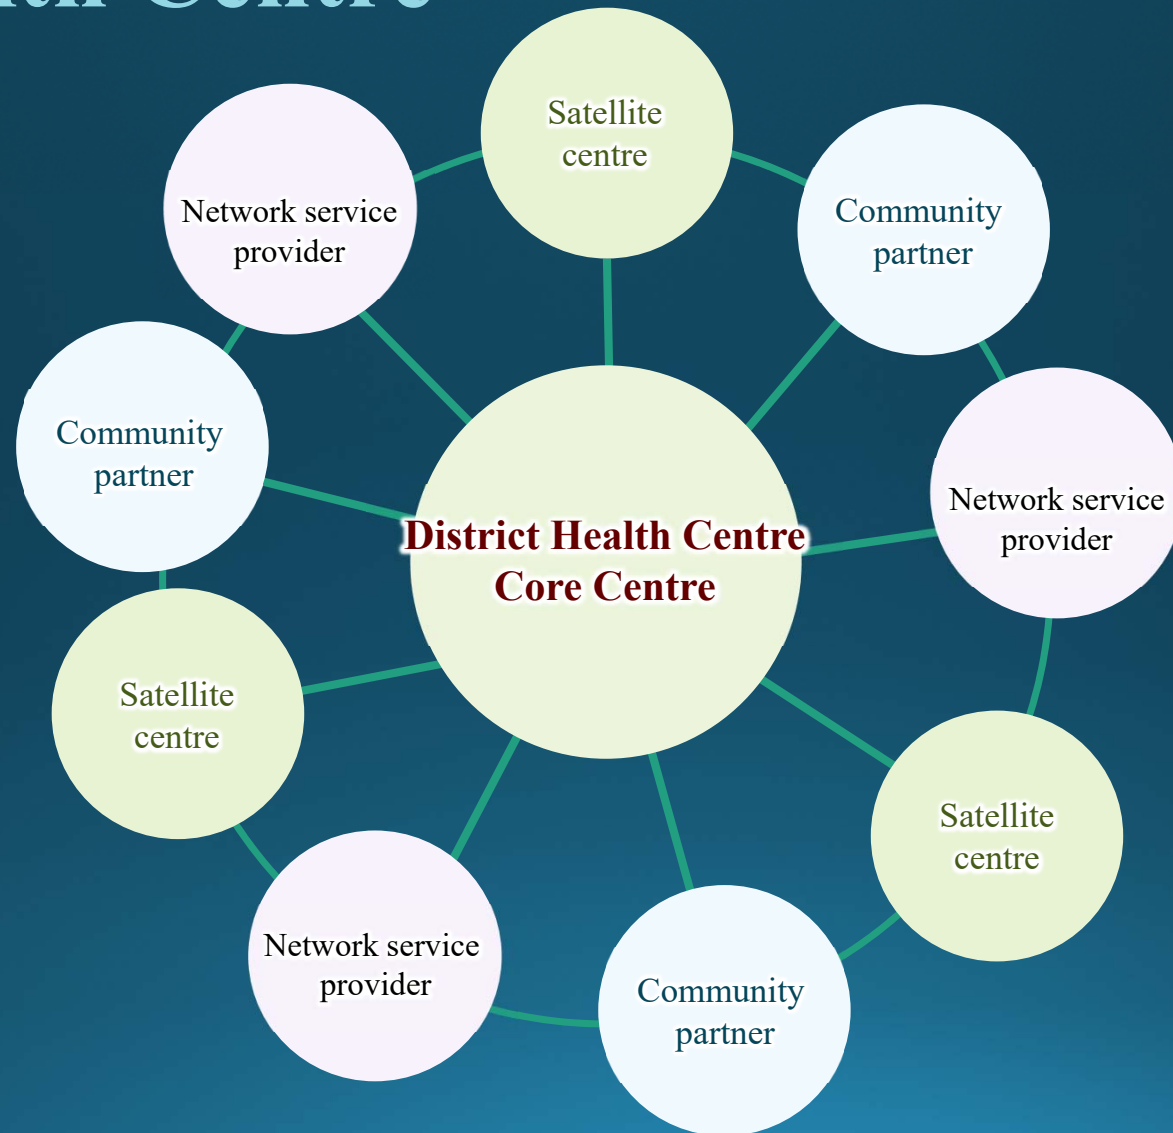 Centre
Satellite
centre
Community
partner
Network service
provider
Satellite
centre
Community
partner
Network service
provider
Satellite
centre
Community
partner
Network service
provider
District Health Centre
Core Centre